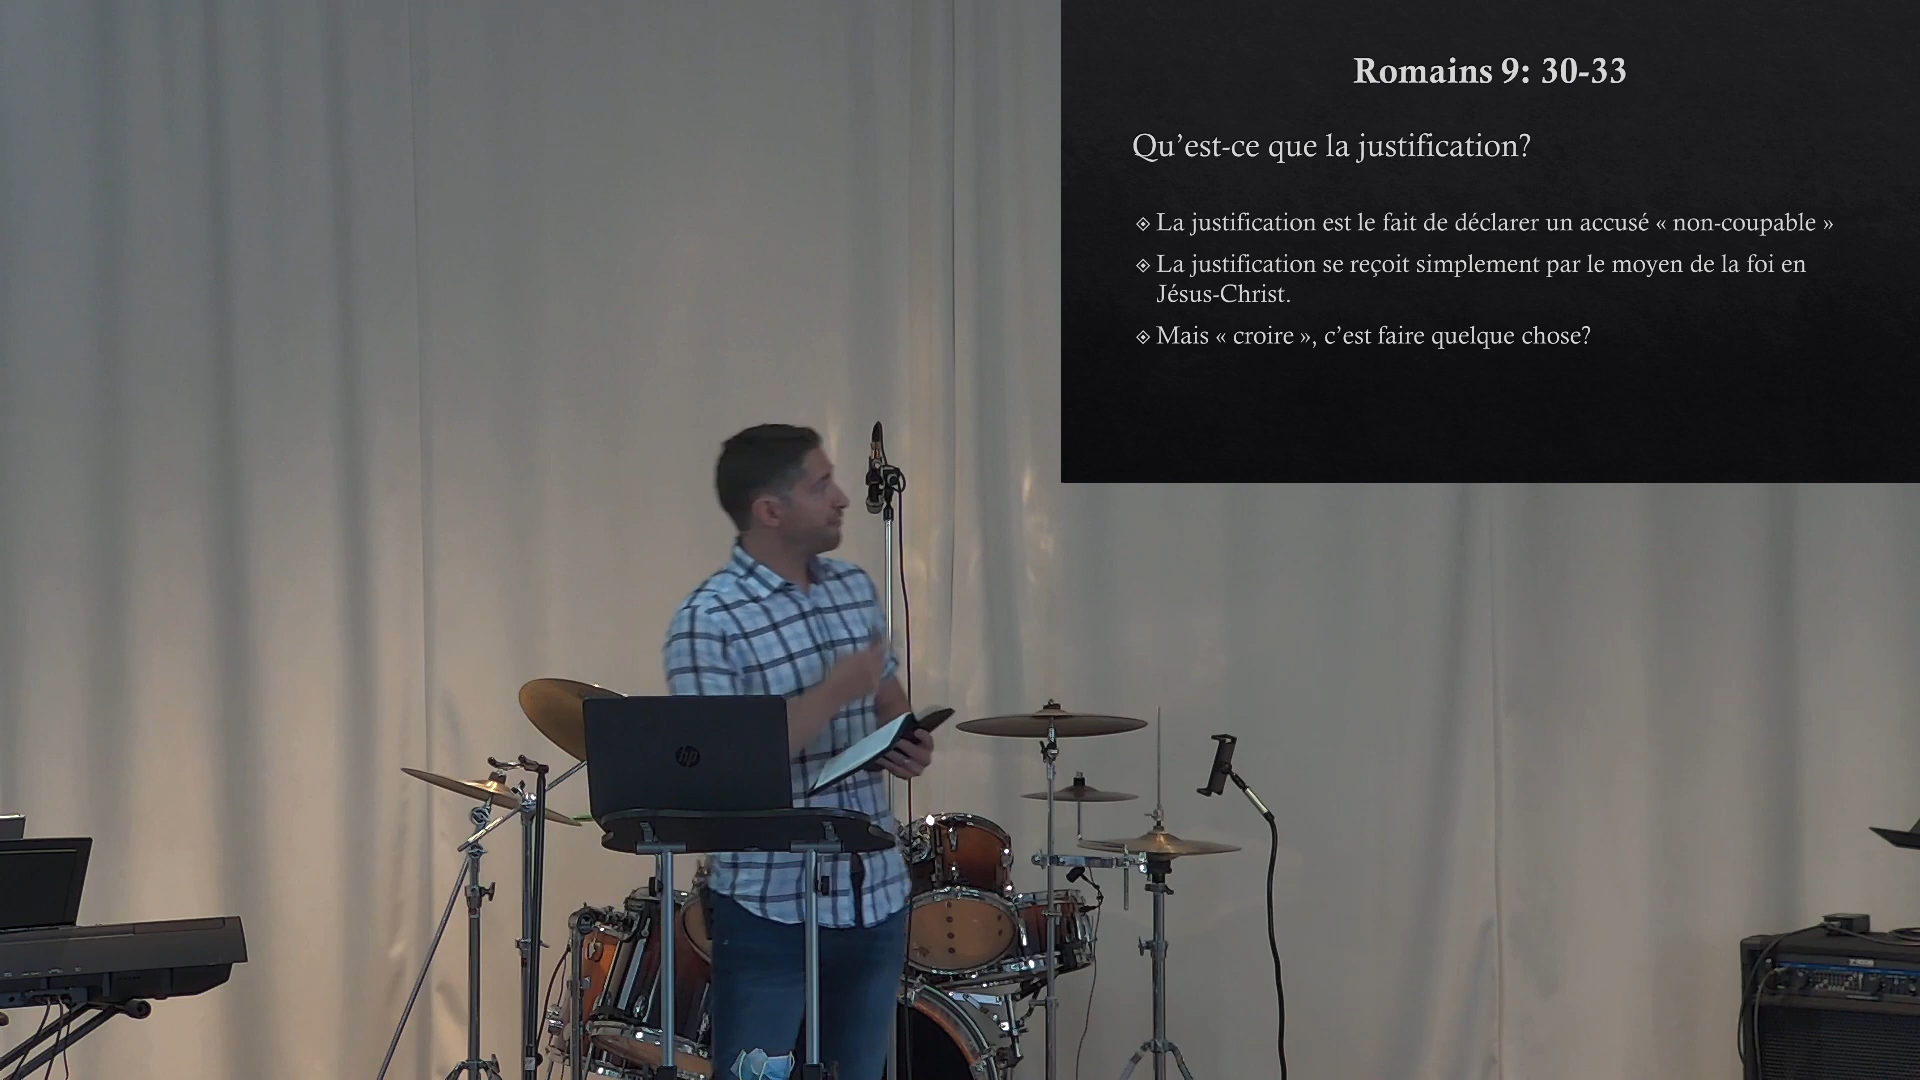 Romains 9: 30-33
Qu’est-ce que la justification?
La justification est le fait de déclarer un accusé « non-coupable »
La justification se reçoit simplement par le moyen de la foi en
Jésus-Christ.
Mais « croire », c’est faire quelque chose?
hp